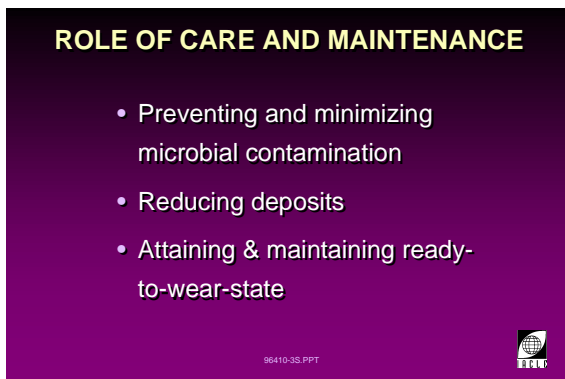 ROLE OF CARE AND MAINTENANCE
• Preventing and minimizing
microbial contamination
• Reducing deposits
• Attaining & maintaining ready-
to-wear-state
96410-3S.PPT
IACLE